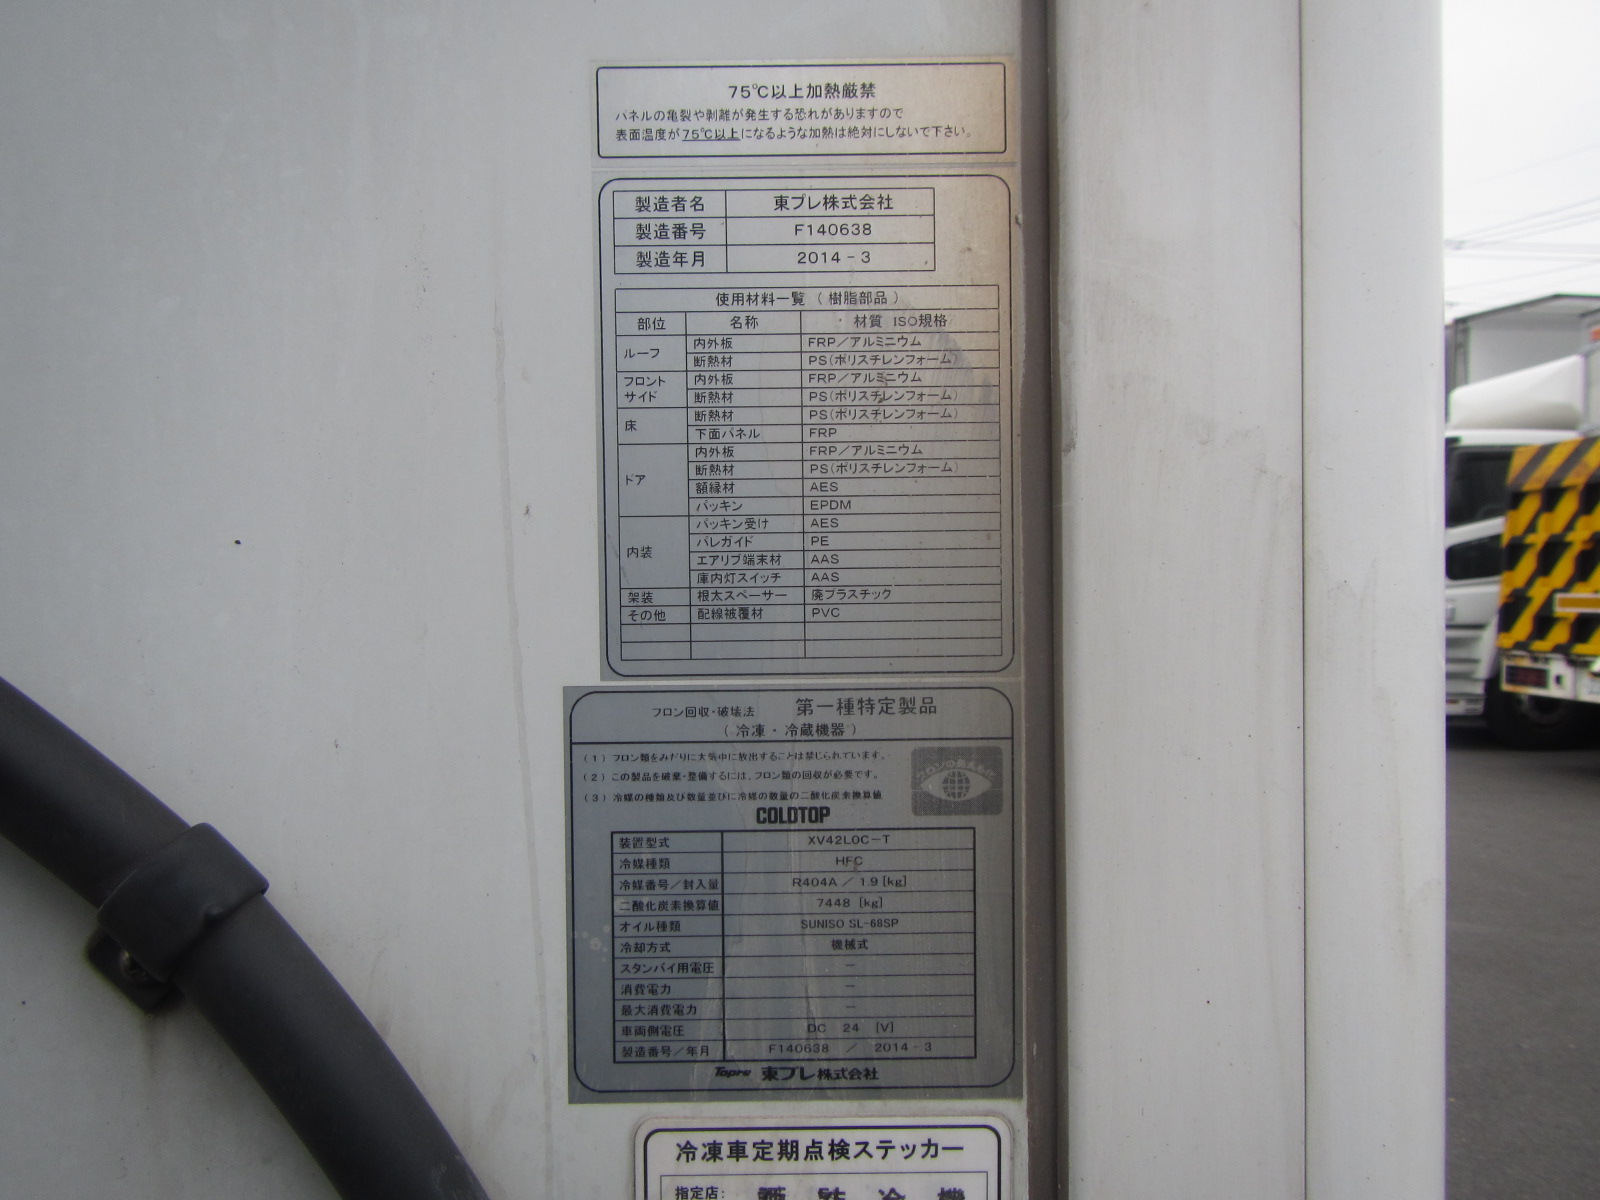 75℃以上加熱厳禁
パネルの亀裂や剥離が発生する恐れがありますので
表面温度が75℃以上になるような加熱は絶対にしないで下さい。
製造者名 東プレ株式会社
製造番号 F140638
製造年月 2014-3
使用材料一覧（樹脂部品）
部位 名称 材質 ISO規格
ルーフ 内外板 FRP／アルミニウム
断熱材 PS(ポリスチレンフォーム)
フロント サイド 内外板 FRP／アルミニウム
断熱材 PS(ポリスチレンフォーム)
床 断熱材 PS(ポリスチレンフォーム)
下面パネル FRP
ドア 内外板 FRP／アルミニウム
断熱材 PS(ポリスチレンフォーム)
額縁材 AES
パッキン EPDM
内装 パッキン受け AES
バレガイド PE
エアリブ端末材 AAS
庫内灯スイッチ AAS
架装 根太スペーサー 廃プラスチック
その他 配線被覆材 PVC
フロン回収・破壊法 第一種特定製品
（冷凍・冷蔵機器）
(1) フロン類をみだりに大気中に放出することは禁じられています。
(2) この製品を破棄・整備するには、フロン類の回収が必要です。
(3) 冷媒の種類及び数量並びに冷媒の数量の二酸化炭素換算値
COLDTOP
装置型式 XV42LOC-T
冷媒種類 HFC
冷媒番号／封入量 R404A ／ 1.9 [kg]
二酸化炭素換算値 7448 [kg]
オイル種類 SUNISO SL-68SP
冷却方式 機械式
スタンバイ用電圧 －
消費電力 －
最大消費電力 －
車両側電圧 DC 24 [V]
製造番号／年月 F140638 ／ 2014-3
Topre 東プレ株式会社
冷凍車定期点検ステッカー
指定店：